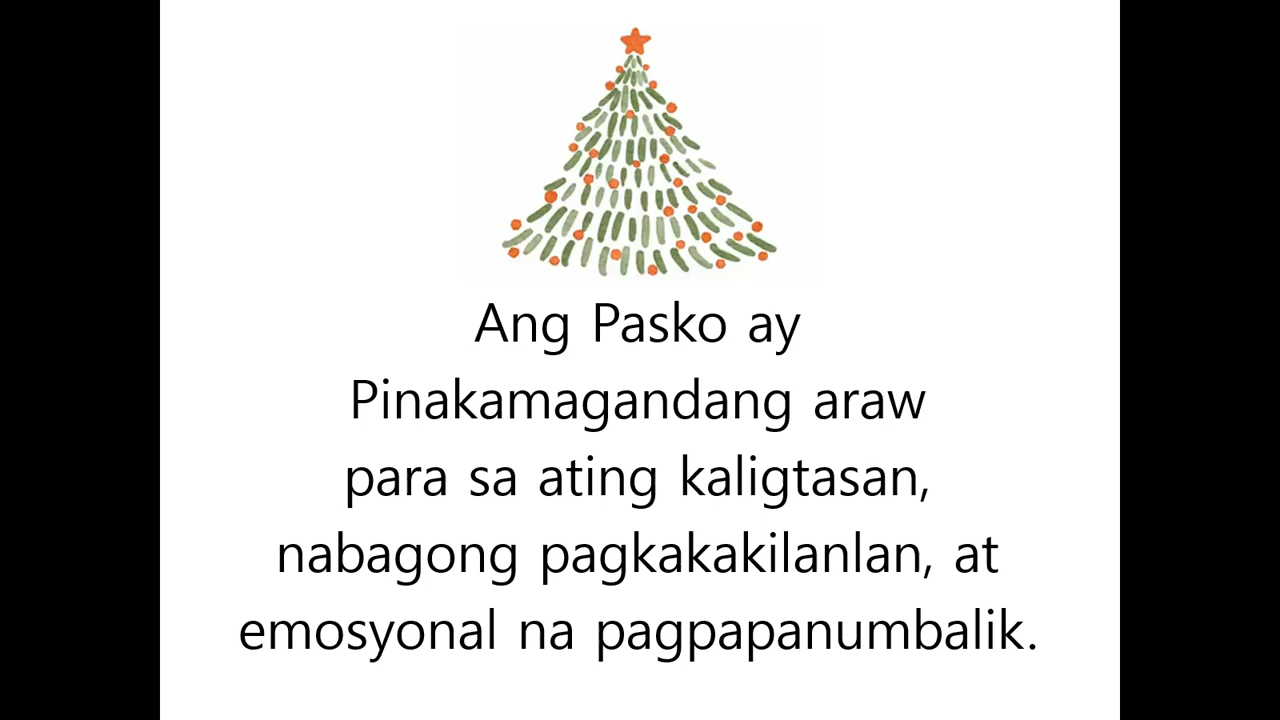 Ang Pasko ay
Pinakamagandang araw
para sa ating kaligtasan,
nabagong pagkakakilanlan, at
emosyonal na pagpapanumbalik.